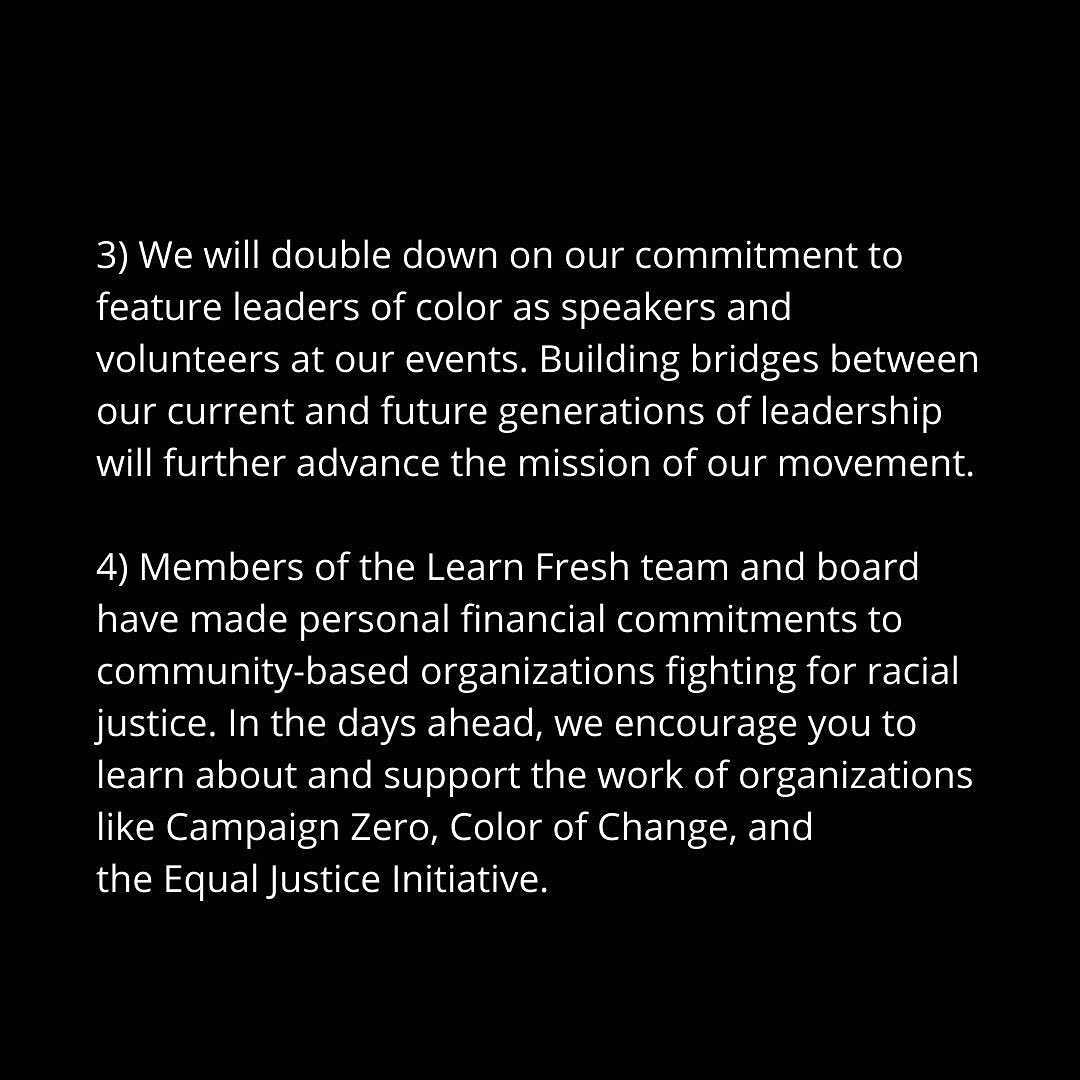 3) We will double down on our commitment to
feature leaders of color as speakers and
volunteers at our events. Building bridges between
our current and future generations of leadership
will further advance the mission of our movement.
4) Members of the Learn Fresh team and board
have made personal financial commitments to
community-based organizations fighting for racial
justice. In the days ahead, we encourage you to
learn about and support the work of organizations
like Campaign Zero, Color of Change, and
the Equal Justice Initiative.